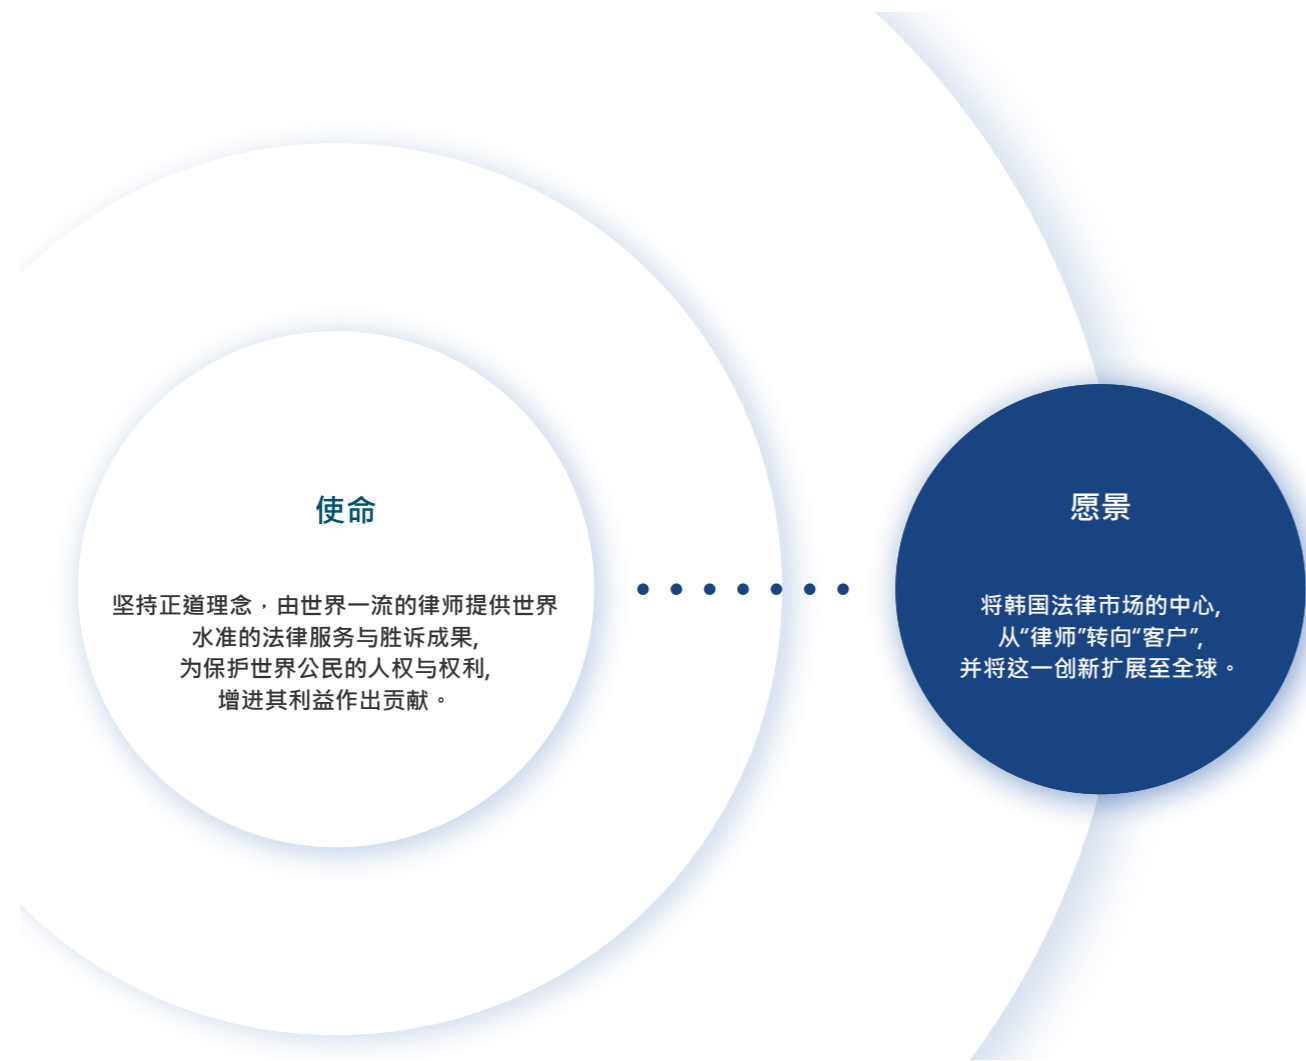 使命
坚持正道理念·由世界一流的律师提供世界
水准的法律服务与胜诉成果,
为保护世界公民的人权与权利,
增进其利益作出贡献。
愿景
将韩国法律市场的中心,
从“律师”转向“客户”,
并将这一创新扩展至全球。